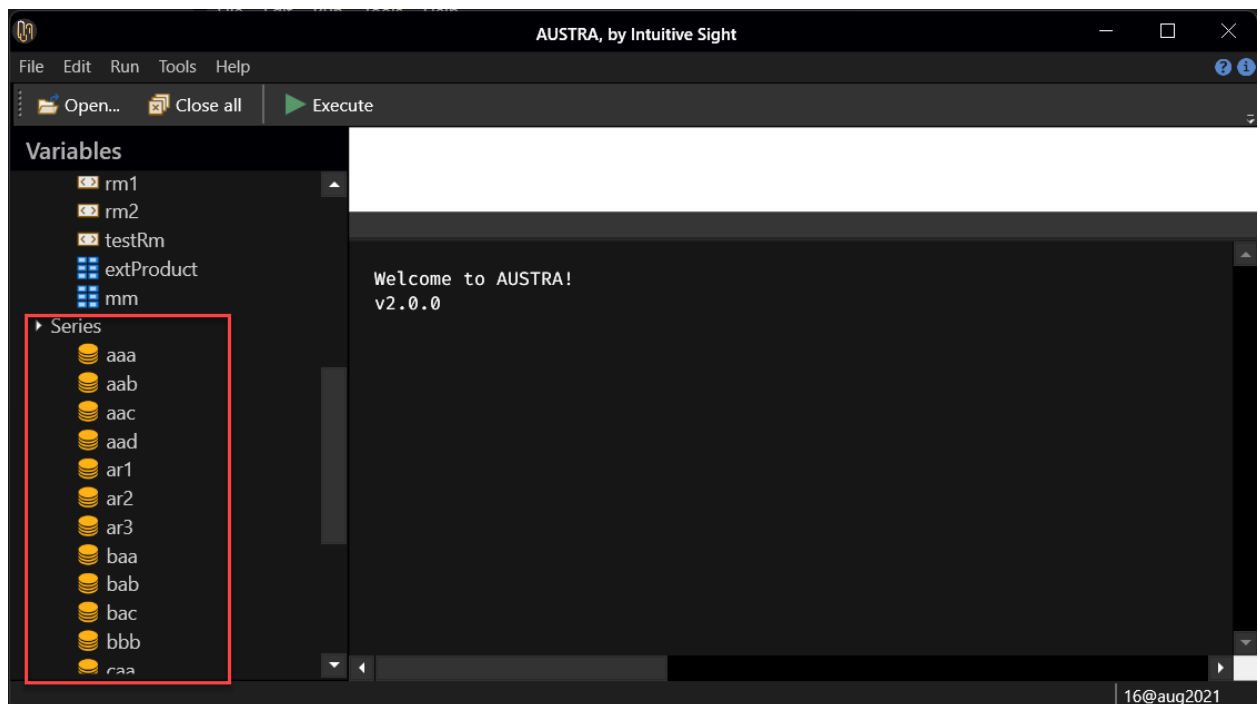 AUSTRA, by Intuitive Sight
File Edit Run Tools Help
Open... Close all Execute
Variables
rm1
rm2
testRm
extProduct
mm
Series
aaa
aab
aac
aad
ar1
ar2
ar3
baa
bab
bac
bbb
caa
Welcome to AUSTRA!
v2.0.0
16@aug2021